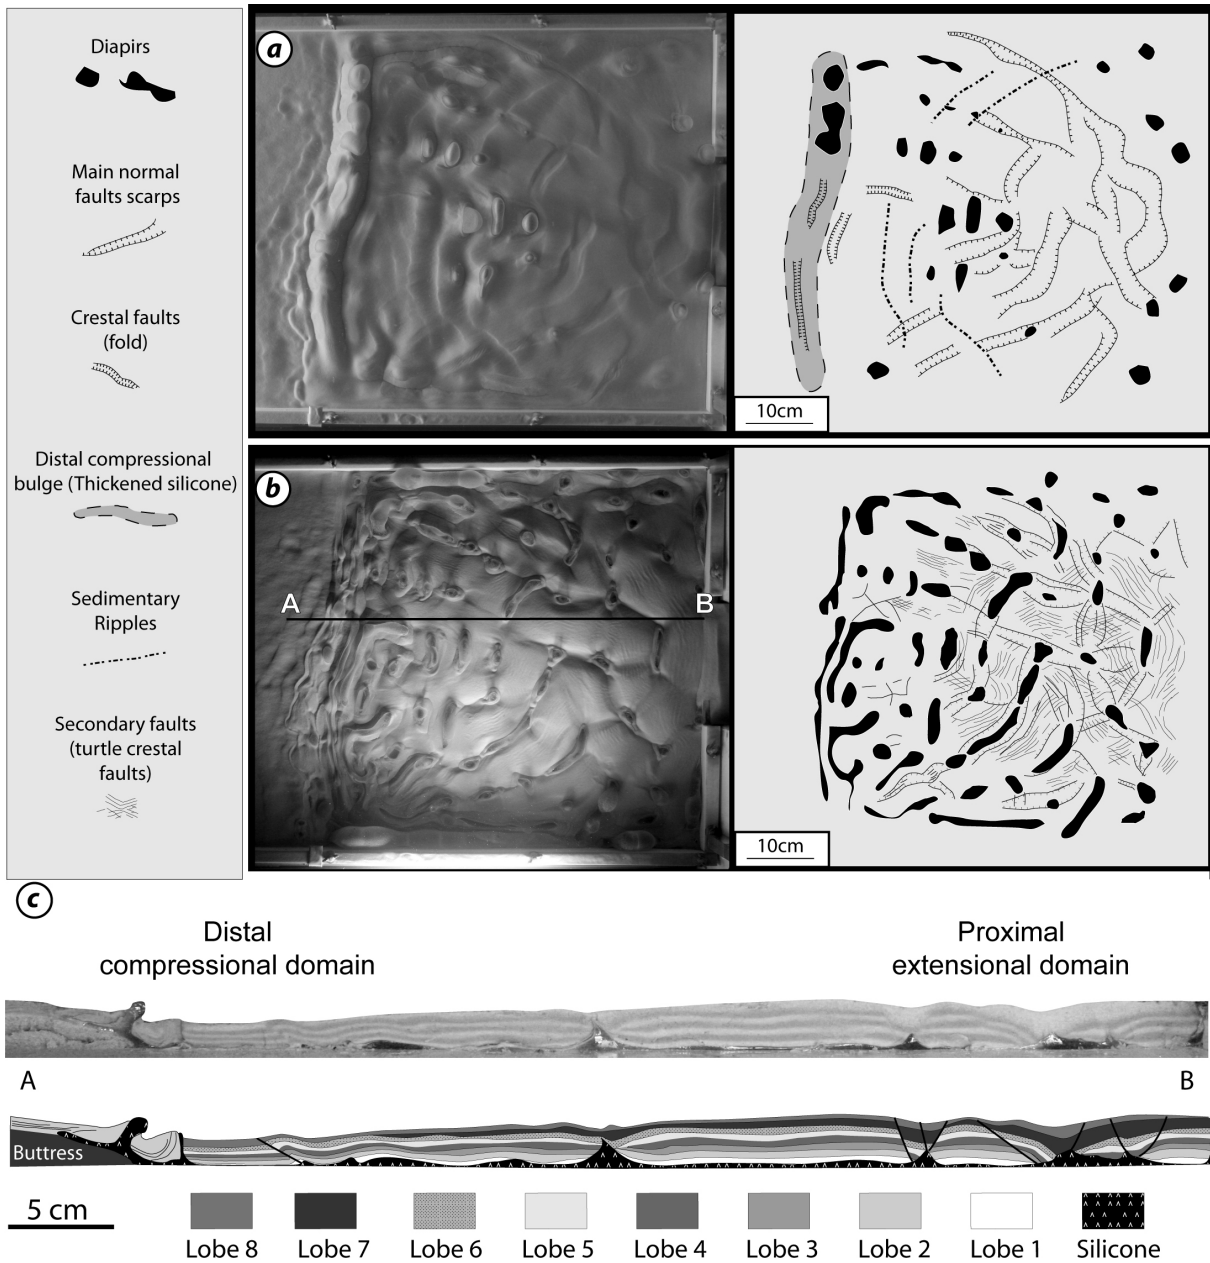 Diapirs
Main normal
faults scarps
Crestal faults
(fold)
Distal compressional
bulge (Thickened silicone)
Sedimentary
Ripples
Secondary faults
(turtle crestal
faults)
a
10cm
b
A
B
10cm
c
Distal
compressional domain
Proximal
extensional domain
A
B
Buttress
5 cm
Lobe 8
Lobe 7
Lobe 6
Lobe 5
Lobe 4
Lobe 3
Lobe 2
Lobe 1
Silicone